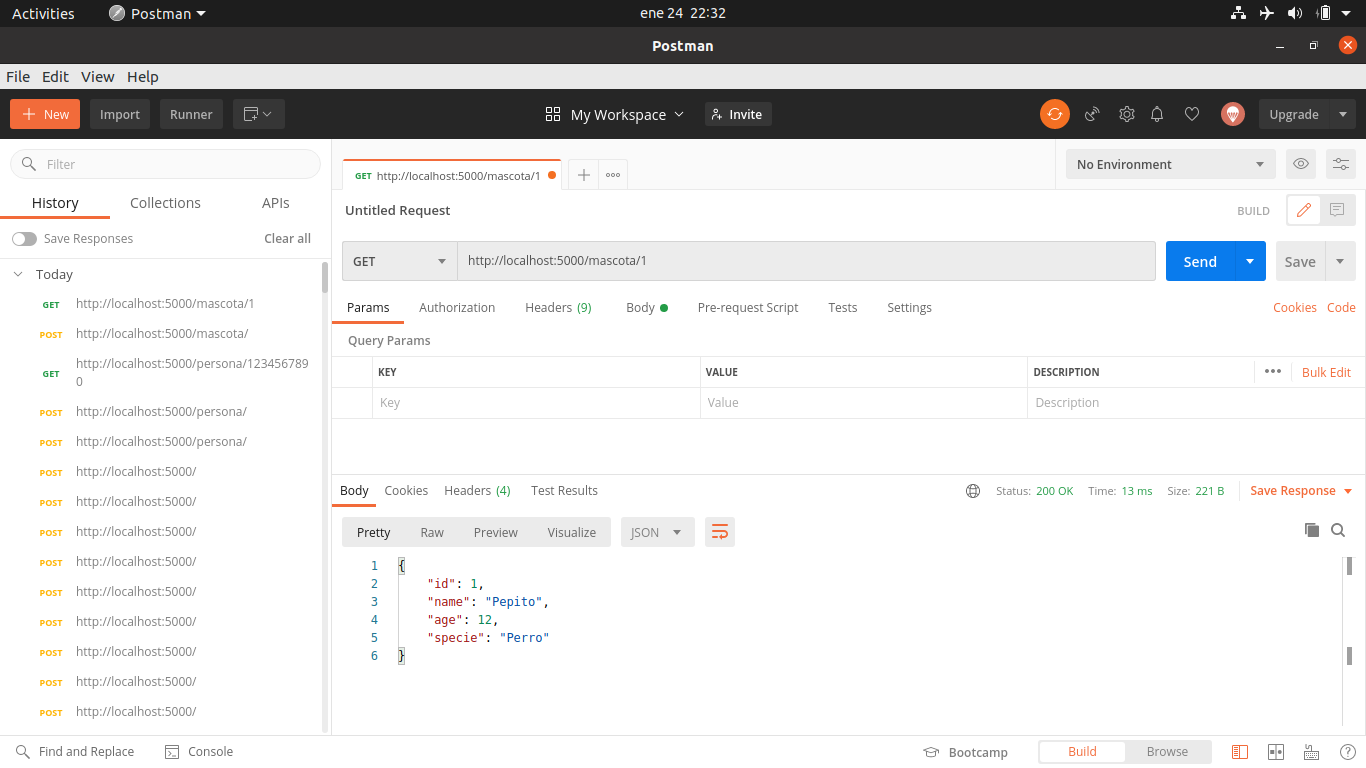 Activities Postman ene 24 22:32
Postman
File Edit View Help
New Import Runner My Workspace Invite Upgrade
Filter
History Collections APIs
Save Responses Clear all
Today
GET http://localhost:5000/mascota/1
POST http://localhost:5000/mascota/
GET http://localhost:5000/persona/123456789
0
POST http://localhost:5000/persona/
POST http://localhost:5000/persona/
POST http://localhost:5000/
POST http://localhost:5000/
POST http://localhost:5000/
POST http://localhost:5000/
POST http://localhost:5000/
POST http://localhost:5000/
POST http://localhost:5000/
POST http://localhost:5000/
POST http://localhost:5000/
GET http://localhost:5000/mascota/1 No Environment
Untitled Request BUILD
GET http://localhost:5000/mascota/1 Send Save
Params Authorization Headers (9) Body Pre-request Script Tests Settings Cookies Code
Query Params
KEY VALUE DESCRIPTION Bulk Edit
Key Value Description
Body Cookies Headers (4) Test Results Status: 200 OK Time: 13 ms Size: 221 B Save Response
Pretty Raw Preview Visualize JSON
1 {
2 "id": 1,
3 "name": "Pepito",
4 "age": 12,
5 "specie": "Perro"
6 }
Find and Replace Console Bootcamp Build Browse